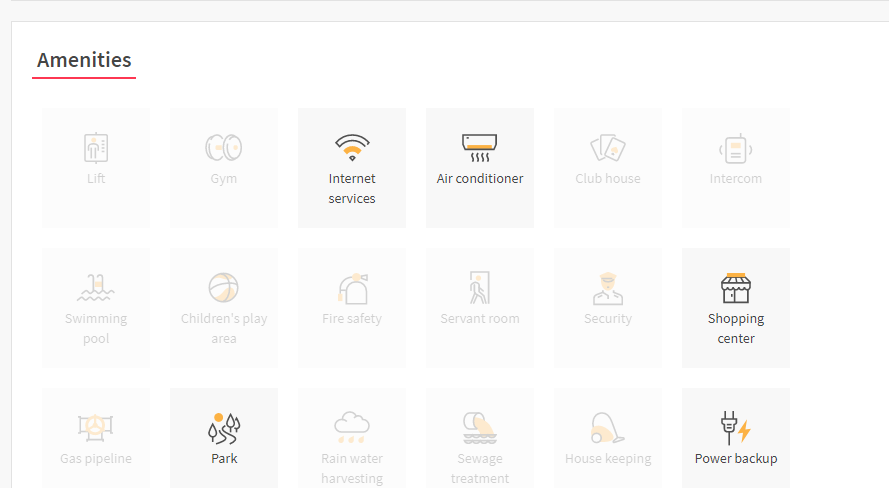 Amenities
Lift
Gym
Internet
services
Air conditioner
Club house
Intercom
Swimming
pool
Children's play
area
Fire safety
Servant room
Security
Shopping
center
Gas pipeline
Park
Rain water
harvesting
Sewage
treatment
House keeping
Power backup